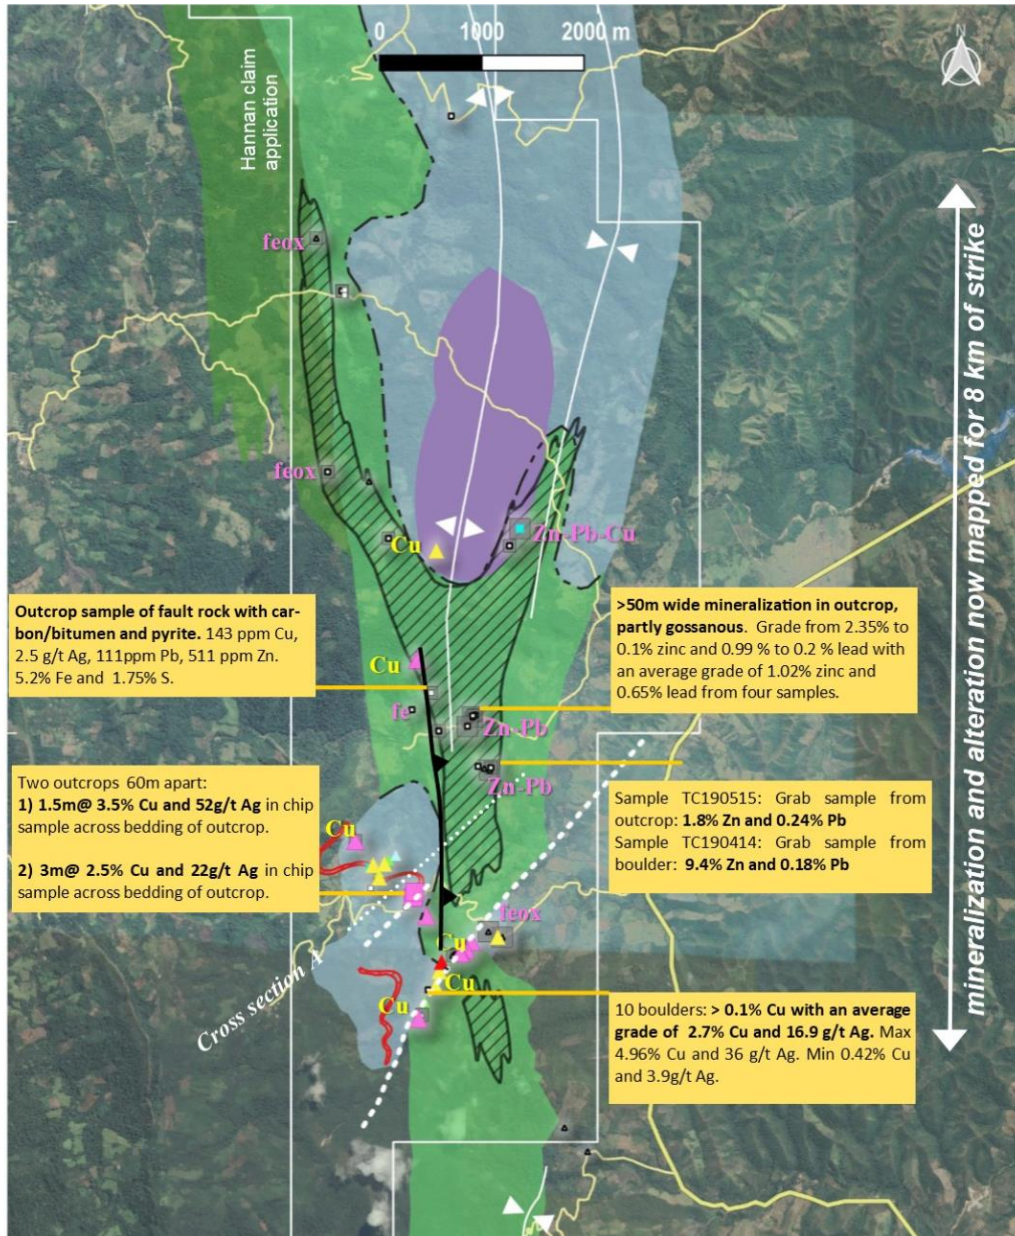 0 1000 2000 m
N
Hannan claim
application
feox
feox
Cu
Zn-Pb-Cu
mineralization and alteration now mapped for 8 km of strike
Outcrop sample of fault rock with car-
bon/bitumen and pyrite. 143 ppm Cu,
2.5 g/t Ag, 111ppm Pb, 511 ppm Zn.
5.2% Fe and 1.75% S.
>50m wide mineralization in outcrop,
partly gossanous. Grade from 2.35% to
0.1% zinc and 0.99 % to 0.2 % lead with
an average grade of 1.02% zinc and
0.65% lead from four samples.
Cu
fe
Zn-Pb
Zn-Pb
Two outcrops 60m apart:
1) 1.5m@ 3.5% Cu and 52g/t Ag in chip
sample across bedding of outcrop.
2) 3m@ 2.5% Cu and 22g/t Ag in chip
sample across bedding of outcrop.
Sample TC190515: Grab sample from
outcrop: 1.8% Zn and 0.24% Pb
Sample TC190414: Grab sample from
boulder: 9.4% Zn and 0.18% Pb
Cu
feox
Cu
Cu
Cu
Cross section A
10 boulders: > 0.1% Cu with an average
grade of 2.7% Cu and 16.9 g/t Ag. Max
4.96% Cu and 36 g/t Ag. Min 0.42% Cu
and 3.9g/t Ag.